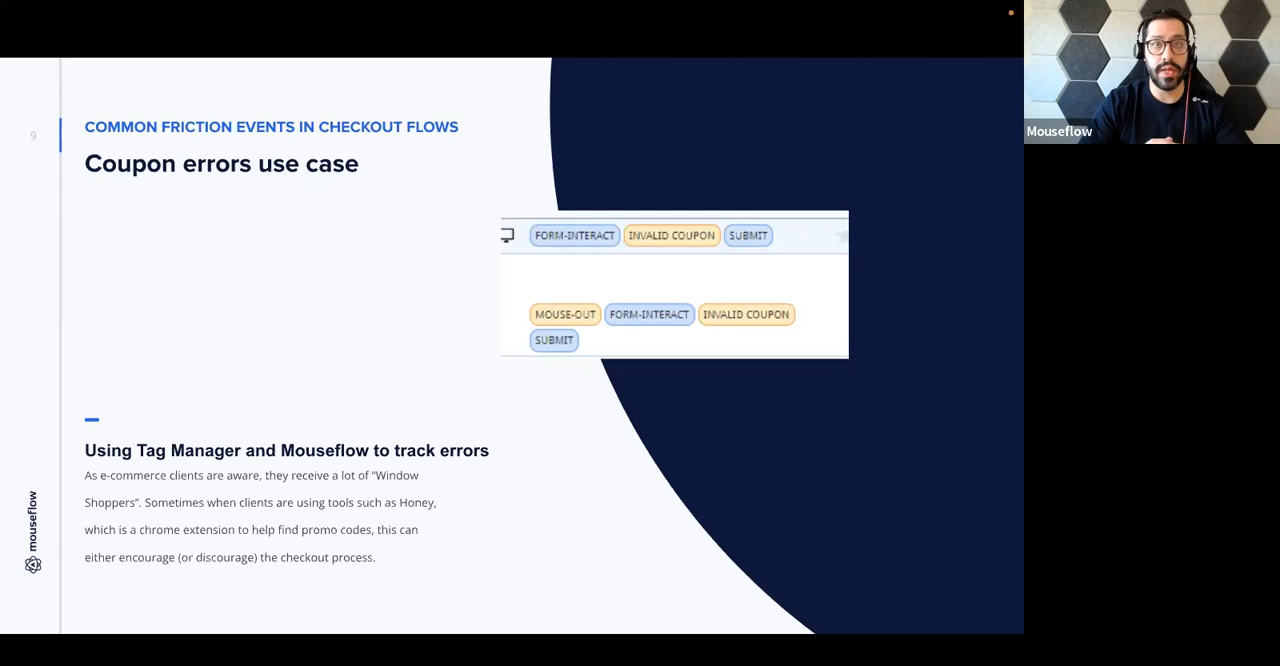 Mouseflow
9
COMMON FRICTION EVENTS IN CHECKOUT FLOWS
Coupon errors use case
FORM-INTERACT INVALID COUPON SUBMIT
MOUSE-OUT FORM-INTERACT INVALID COUPON
SUBMIT
Using Tag Manager and Mouseflow to track errors
As e-commerce clients are aware, they receive a lot of “Window
Shoppers”. Sometimes when clients are using tools such as Honey,
which is a chrome extension to help find promo codes, this can
either encourage (or discourage) the checkout process.
mouseflow